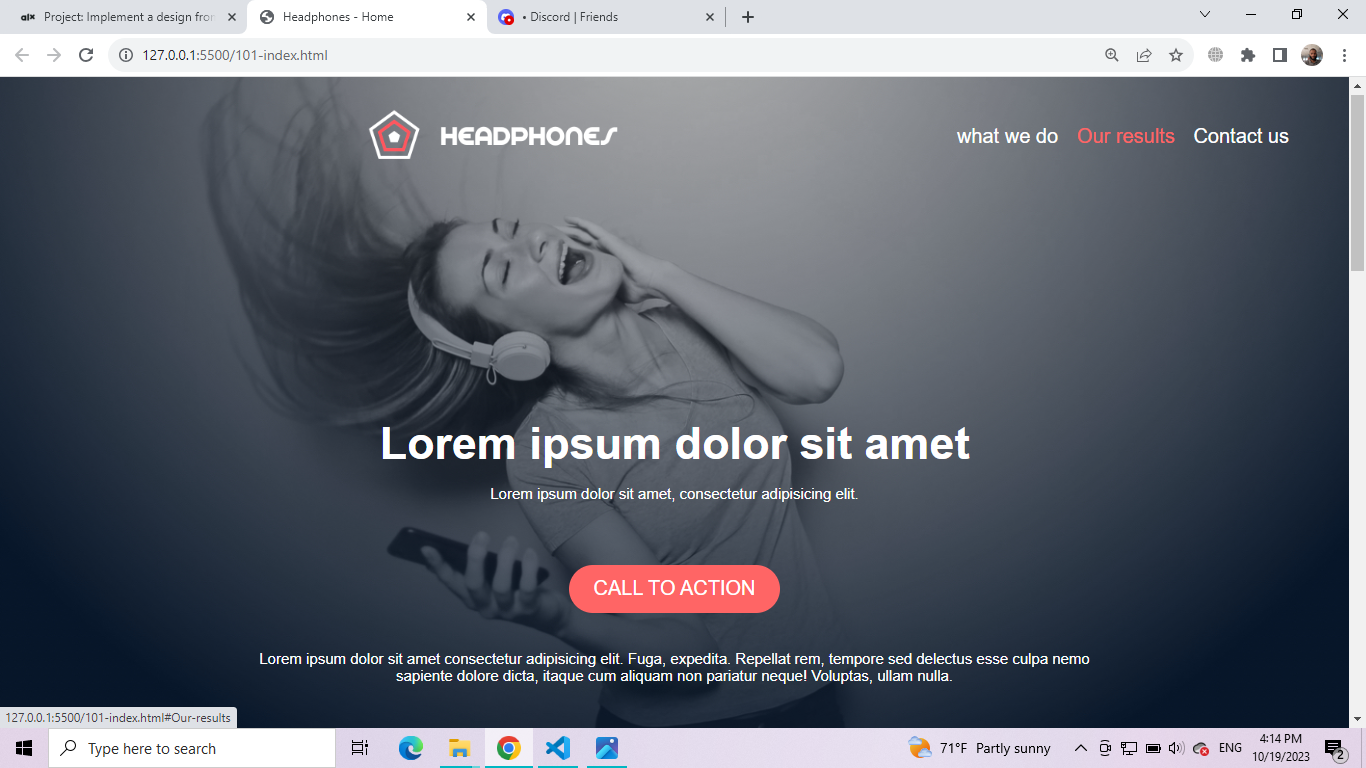 alx Project: Implement a design fror
Headphones - Home
• Discord | Friends
127.0.0.1:5500/101-index.html
HEADPHONES
what we do Our results Contact us
Lorem ipsum dolor sit amet
Lorem ipsum dolor sit amet, consectetur adipisicing elit.
CALL TO ACTION
Lorem ipsum dolor sit amet consectetur adipisicing elit. Fuga, expedita. Repellat rem, tempore sed delectus esse culpa nemo
sapiente dolore dicta, itaque cum aliquam non pariatur neque! Voluptas, ullam nulla.
127.0.0.1:5500/101-index.html#Our-results
Type here to search
71°F Partly sunny
ENG
4:14 PM
10/19/2023
2